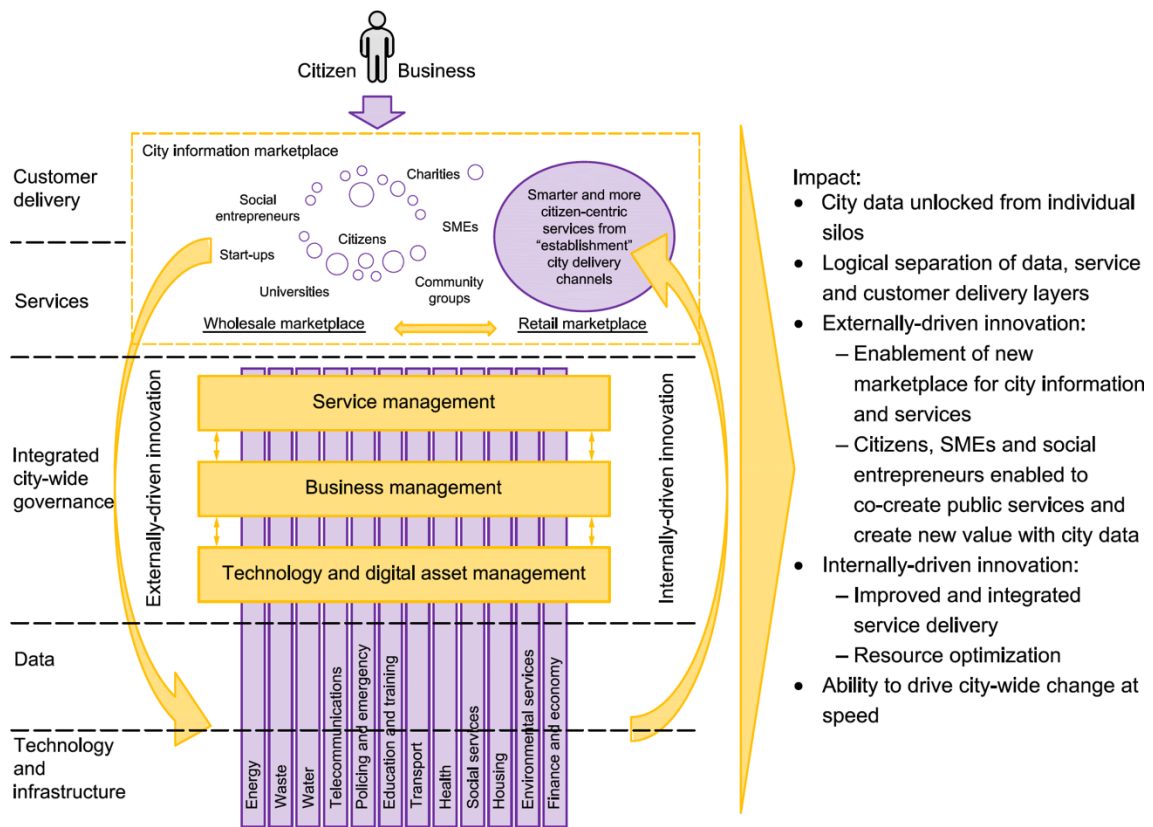 Citizen Business
City information marketplace
Customer
delivery
Services
Charities
Social
entrepreneurs
SMEs
Citizens
Start-ups
Universities
Community
groups
Smarter and more
citizen-centric
services from
“establishment”
city delivery
channels
Wholesale marketplace
Retail marketplace
Integrated
city-wide
governance
Externally-driven innovation
Service management
Business management
Technology and digital asset management
Internally-driven innovation
Data
Technology
and
infrastructure
Energy
Waste
Water
Telecommunications
Policing and emergency
Education and training
Transport
Health
Social services
Housing
Environmental services
Finance and economy
Impact:
• City data unlocked from individual
silos
• Logical separation of data, service
and customer delivery layers
• Externally-driven innovation:
– Enablement of new
marketplace for city information
and services
– Citizens, SMEs and social
entrepreneurs enabled to
co-create public services and
create new value with city data
• Internally-driven innovation:
– Improved and integrated
service delivery
– Resource optimization
• Ability to drive city-wide change at
speed